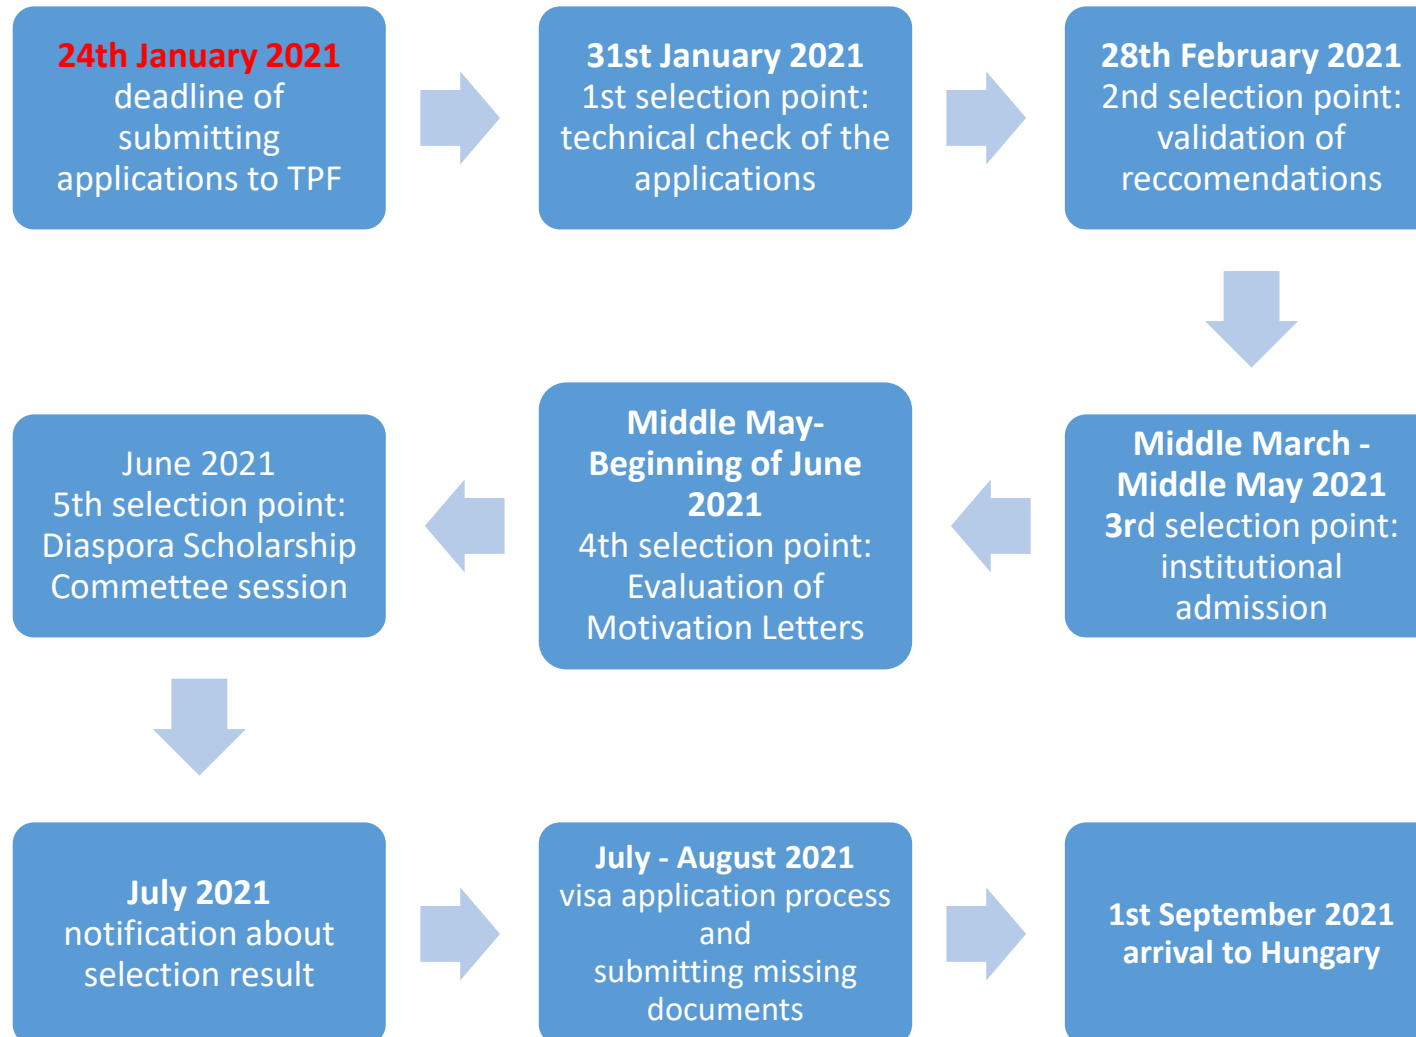 24th January 2021
deadline of
submitting
applications to TPF
31st January 2021
1st selection point:
technical check of the
applications
28th February 2021
2nd selection point:
validation of
reccomendations
Middle March -
Middle May 2021
3rd selection point:
institutional
admission
Middle May-
Beginning of June
2021
4th selection point:
Evaluation of
Motivation Letters
June 2021
5th selection point:
Diaspora Scholarship
Commettee session
July 2021
notification about
selection result
July - August 2021
visa application process
and
submitting missing
documents
1st September 2021
arrival to Hungary